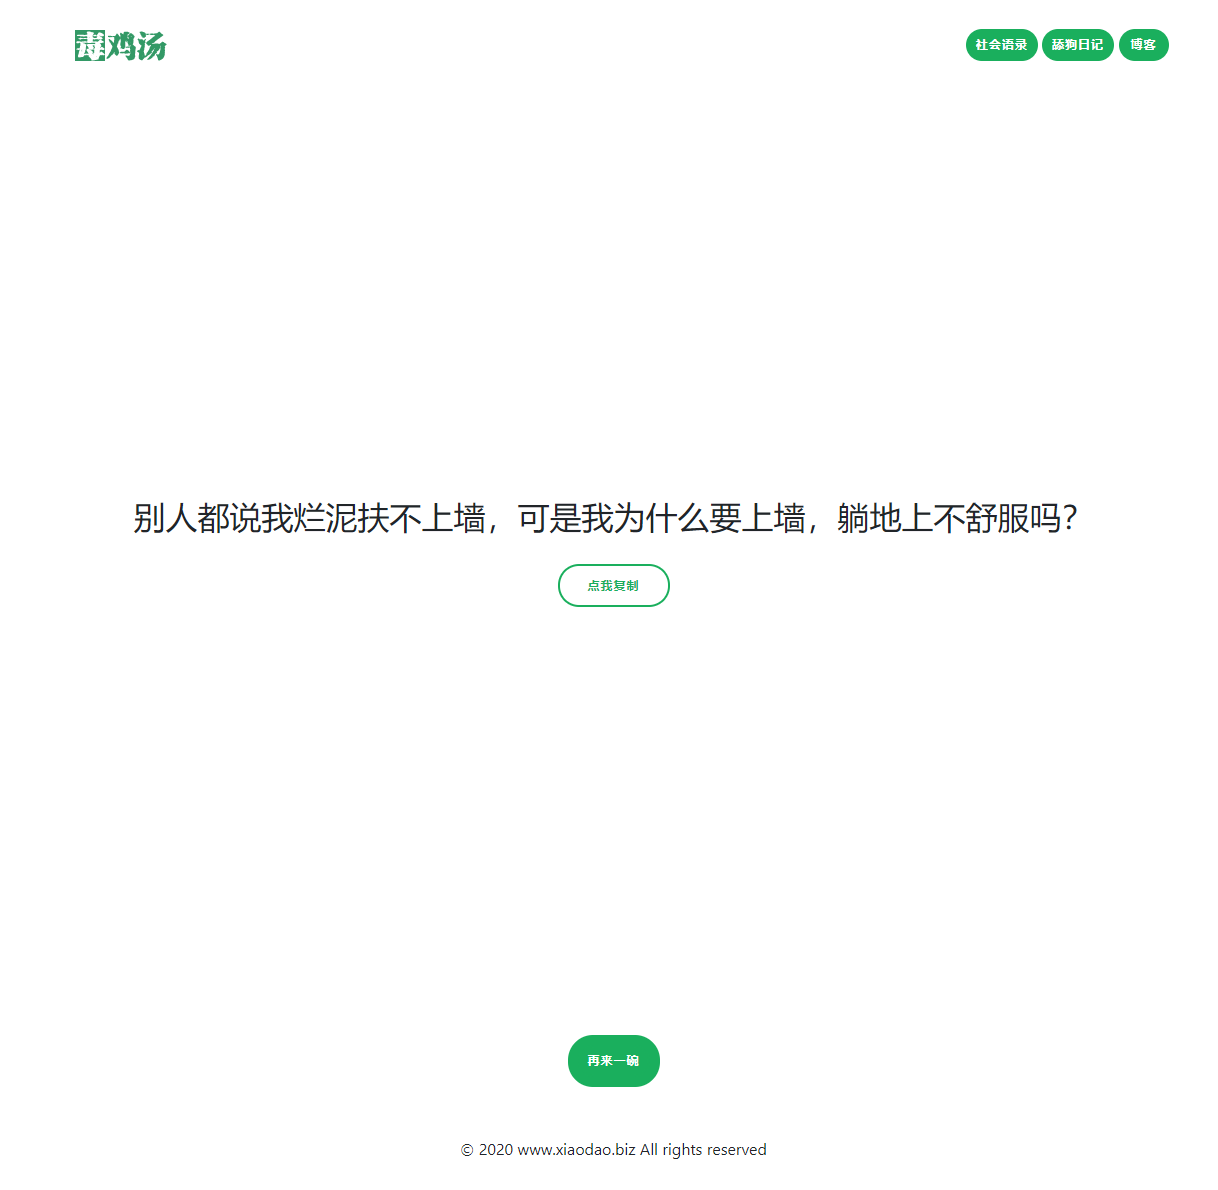 毒鸡汤
社会语录 舔狗日记 博客
别人都说我烂泥扶不上墙，可是我为什么要上墙，躺地上不舒服吗？
点我复制
再来一碗
© 2020 www.xiaodao.biz All rights reserved